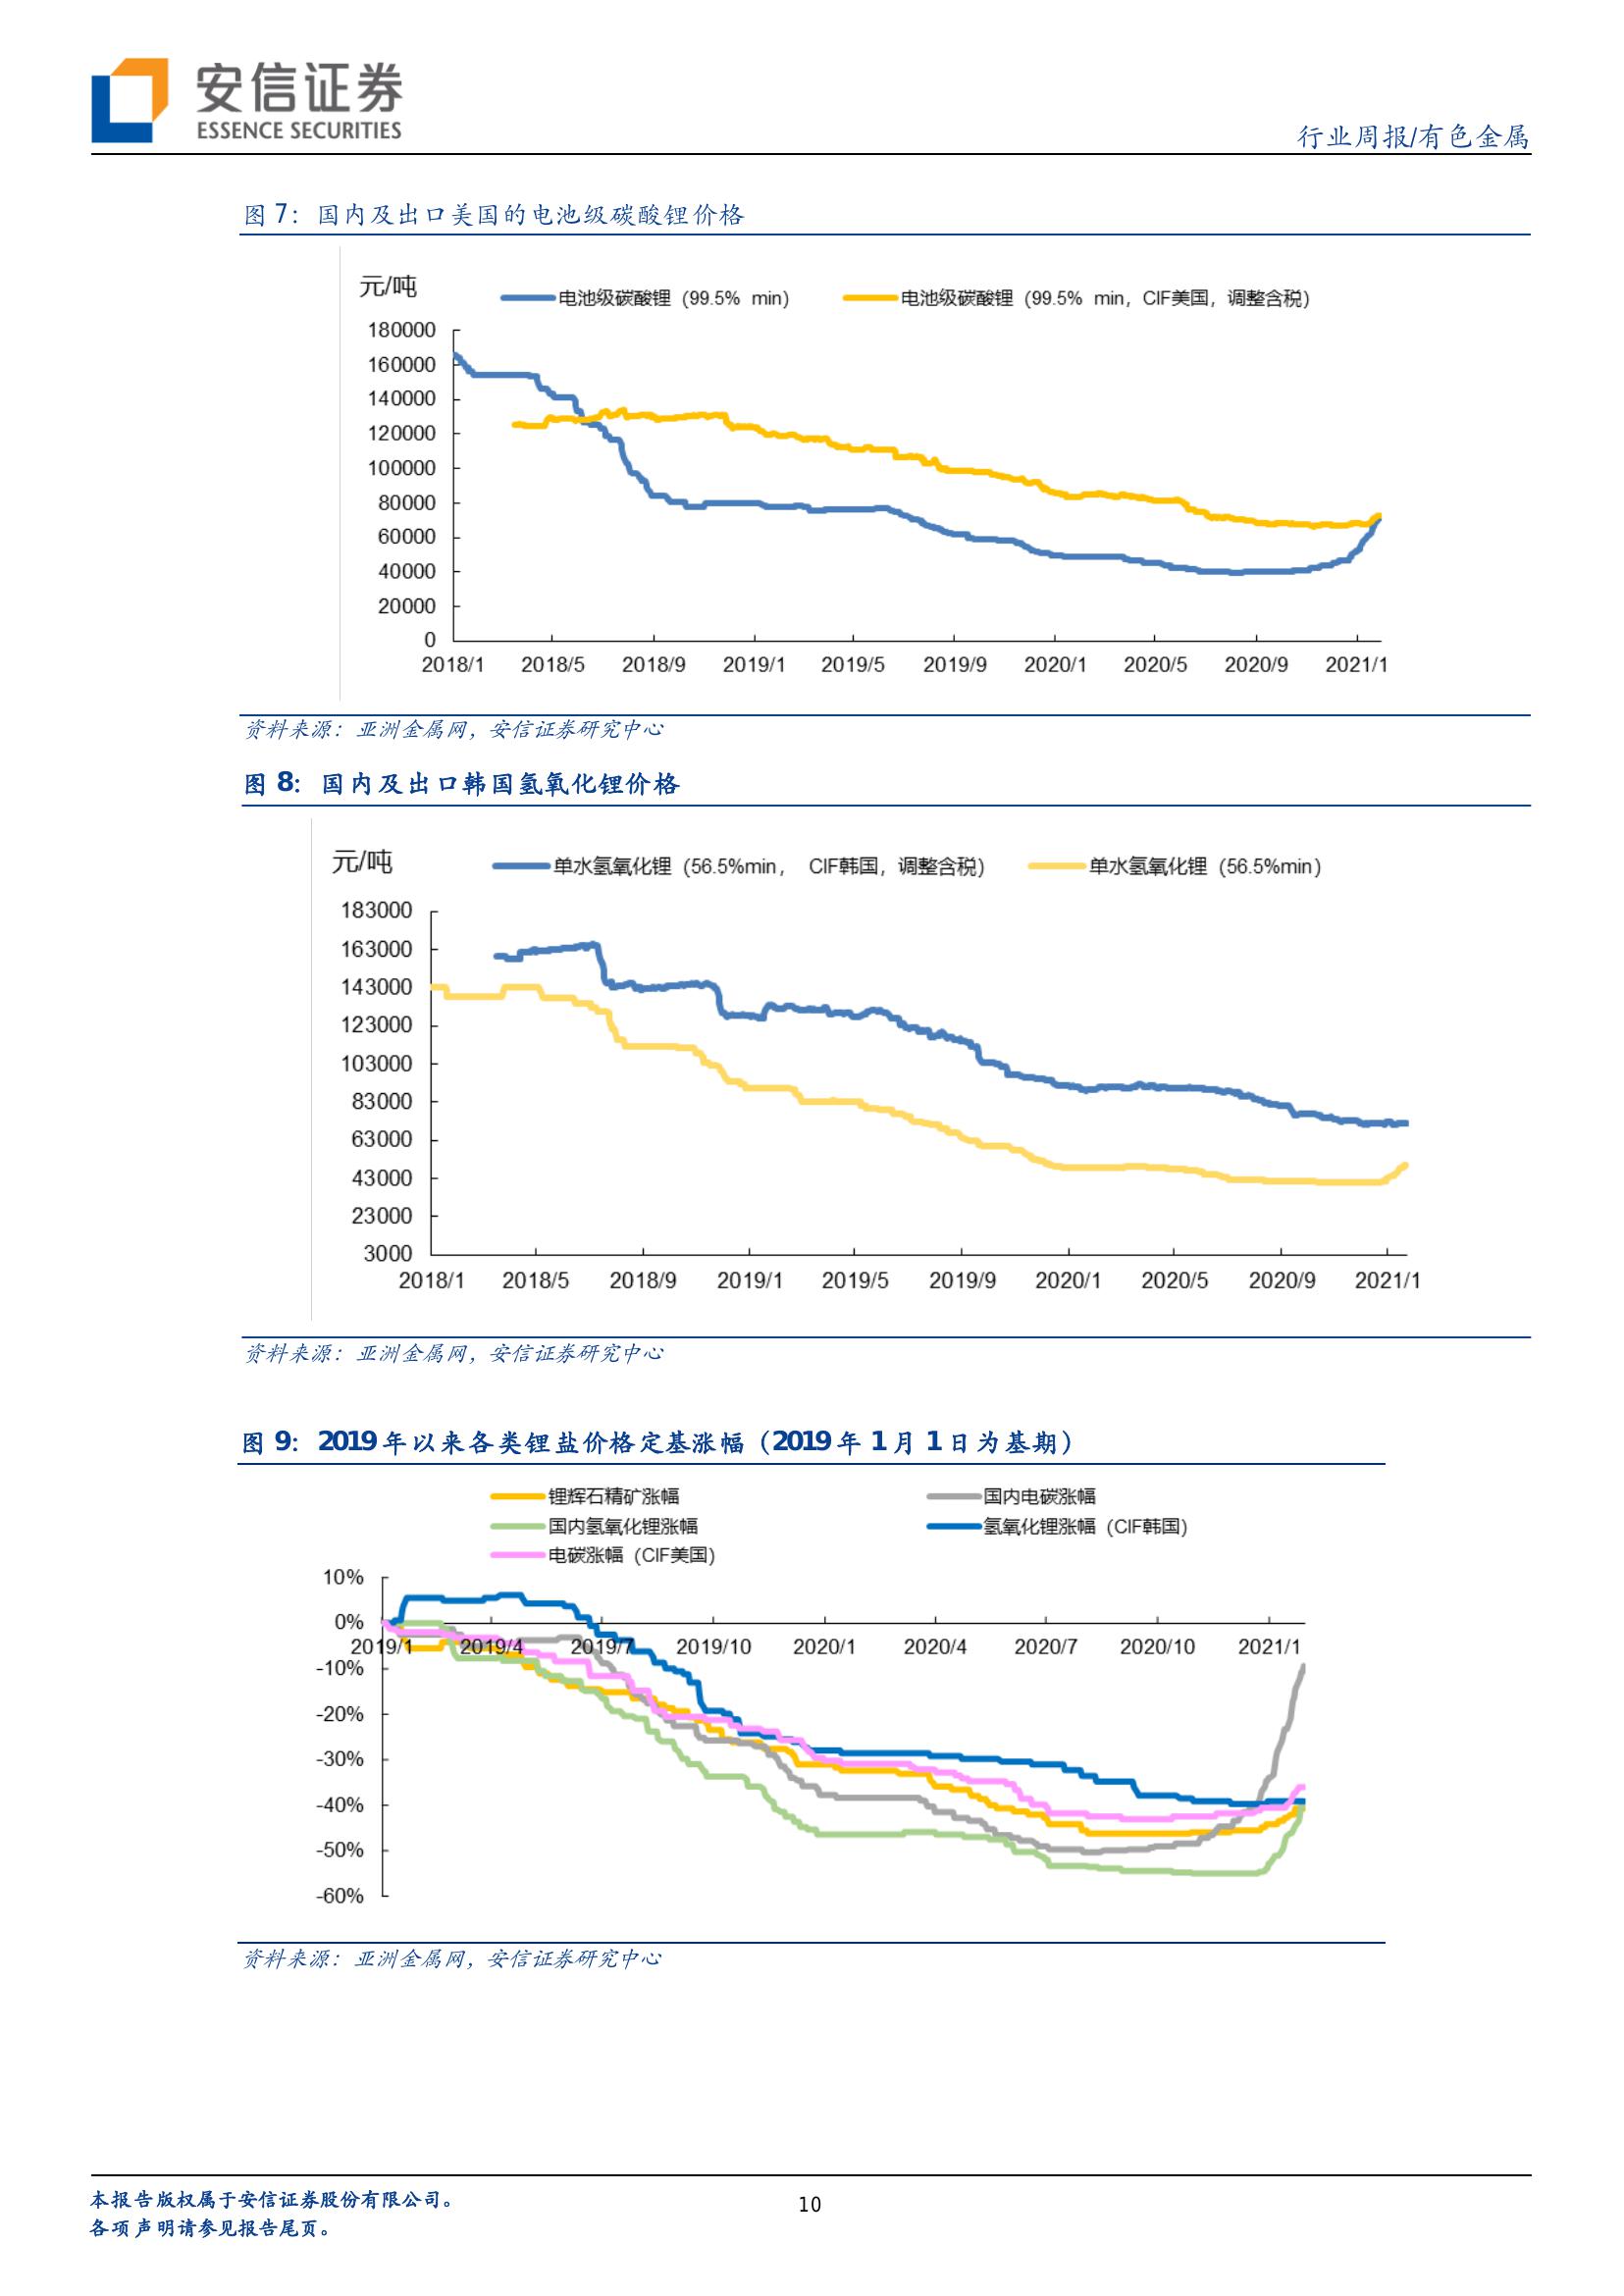 安信证券
ESSENCE SECURITIES
行业周报/有色金属
图 7：国内及出口美国的电池级碳酸锂价格
元/吨
电池级碳酸锂（99.5% min）
电池级碳酸锂（99.5% min，CIF美国，调整含税）
180000
160000
140000
120000
100000
80000
60000
40000
20000
0
2018/1 2018/5 2018/9 2019/1 2019/5 2019/9 2020/1 2020/5 2020/9 2021/1
资料来源：亚洲金属网，安信证券研究中心
图 8：国内及出口韩国氢氧化锂价格
元/吨
单水氢氧化锂（56.5%min， CIF韩国，调整含税）
单水氢氧化锂（56.5%min）
183000
163000
143000
123000
103000
83000
63000
43000
23000
3000
2018/1 2018/5 2018/9 2019/1 2019/5 2019/9 2020/1 2020/5 2020/9 2021/1
资料来源：亚洲金属网，安信证券研究中心
图 9：2019 年以来各类锂盐价格定基涨幅（2019 年 1 月 1 日为基期）
锂辉石精矿涨幅
国内电碳涨幅
国内氢氧化锂涨幅
氢氧化锂涨幅（CIF韩国）
电碳涨幅（CIF美国）
10%
0%
2019/1 2019/4 2019/7 2019/10 2020/1 2020/4 2020/7 2020/10 2021/1
-10%
-20%
-30%
-40%
-50%
-60%
资料来源：亚洲金属网，安信证券研究中心
本报告版权属于安信证券股份有限公司。
各项声明请参见报告尾页。
10